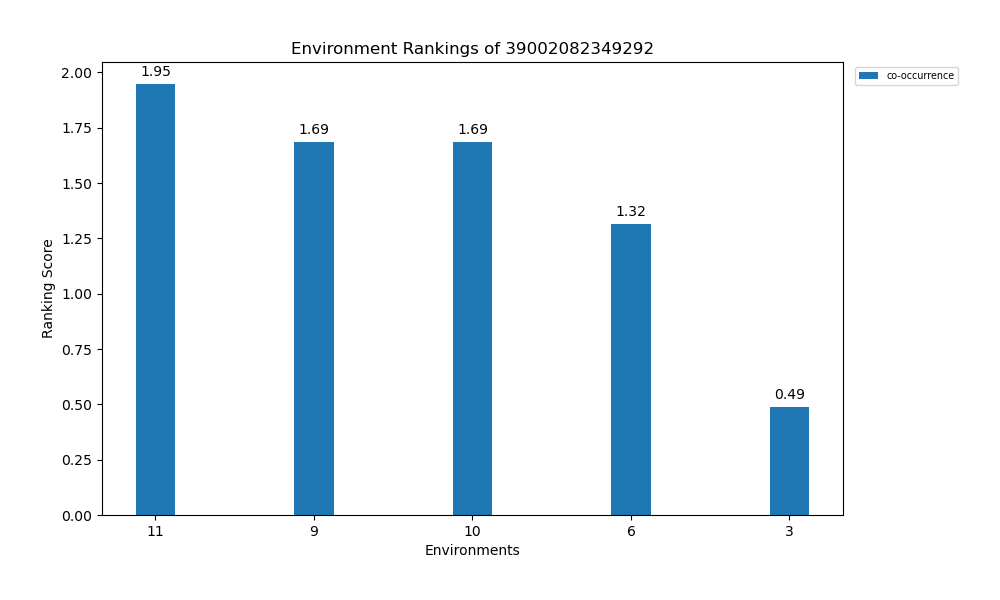 Environment Rankings of 39002082349292
co-occurrence
Ranking Score
2.00
1.75
1.50
1.25
1.00
0.75
0.50
0.25
0.00
1.95
1.69
1.69
1.32
0.49
11 9 10 6 3
Environments